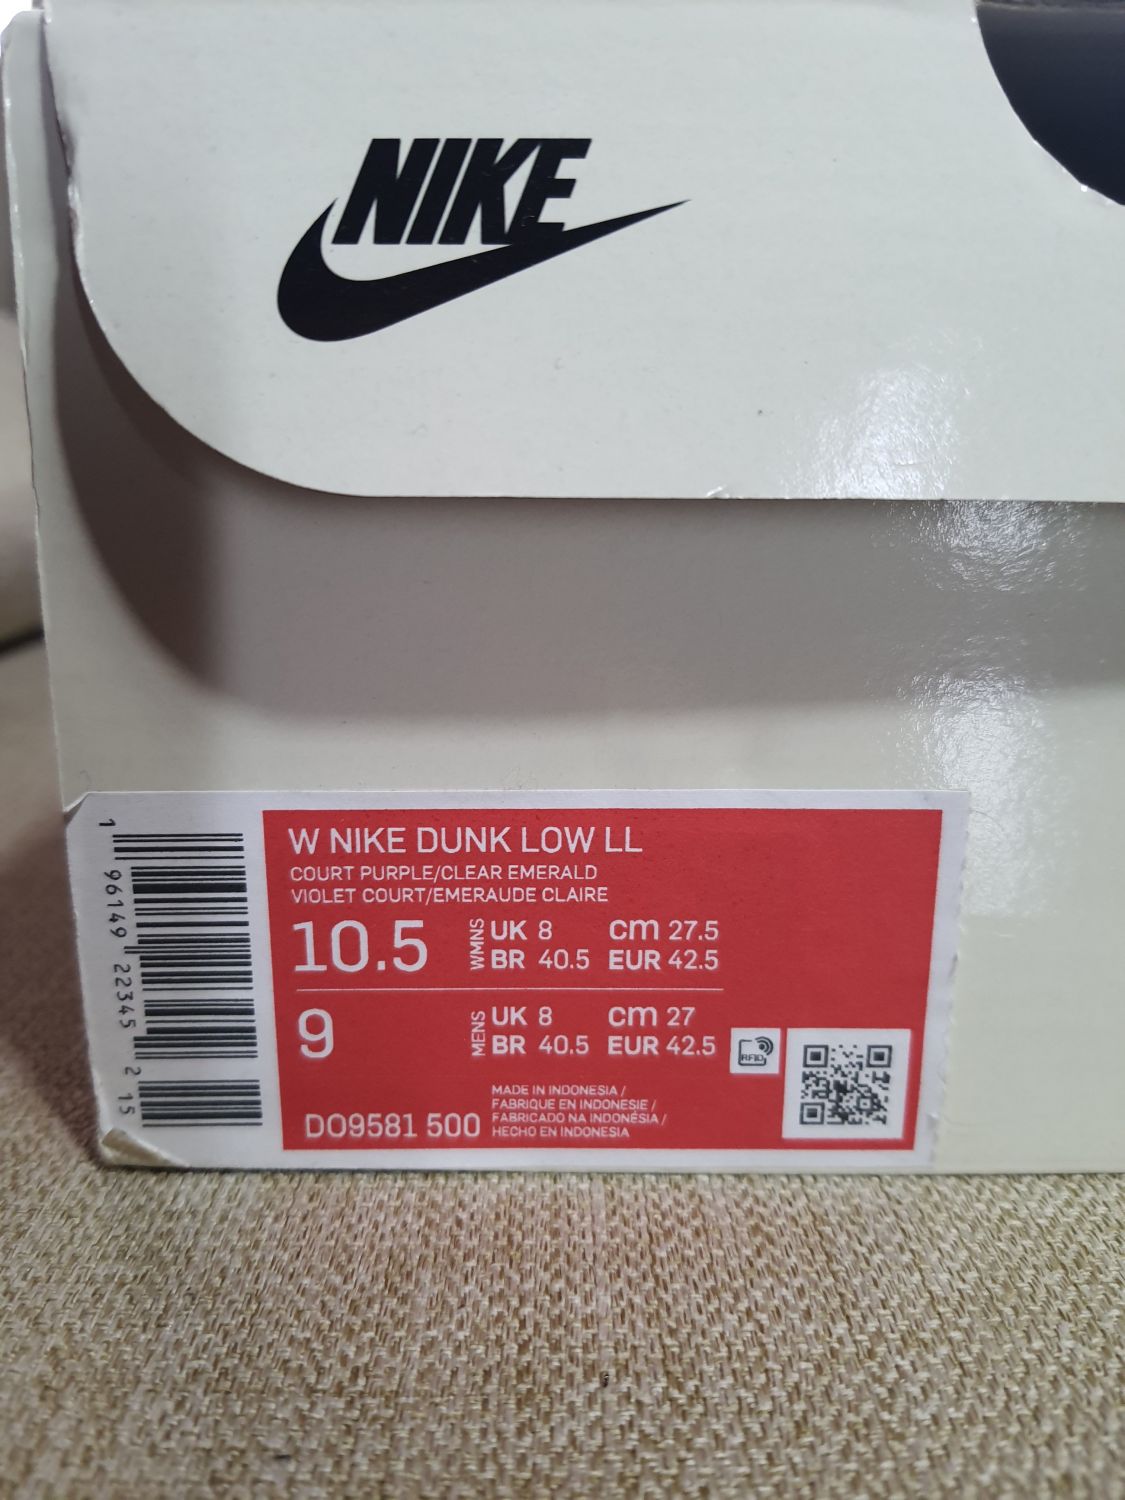 NIKE
W NIKE DUNK LOW LL
COURT PURPLE/CLEAR EMERALD
VIOLET COURT/EMERAUDE CLAIRE
10.5 WMNS UK 8 cm 27.5
BR 40.5 EUR 42.5
9 MENS UK 8 cm 27
BR 40.5 EUR 42.5
RFID
MADE IN INDONESIA /
FABRIQUE EN INDONESIE /
FABRICADO NA INDONÉSIA /
HECHO EN INDONESIA
DO9581 500
1 96149 22345 2 15